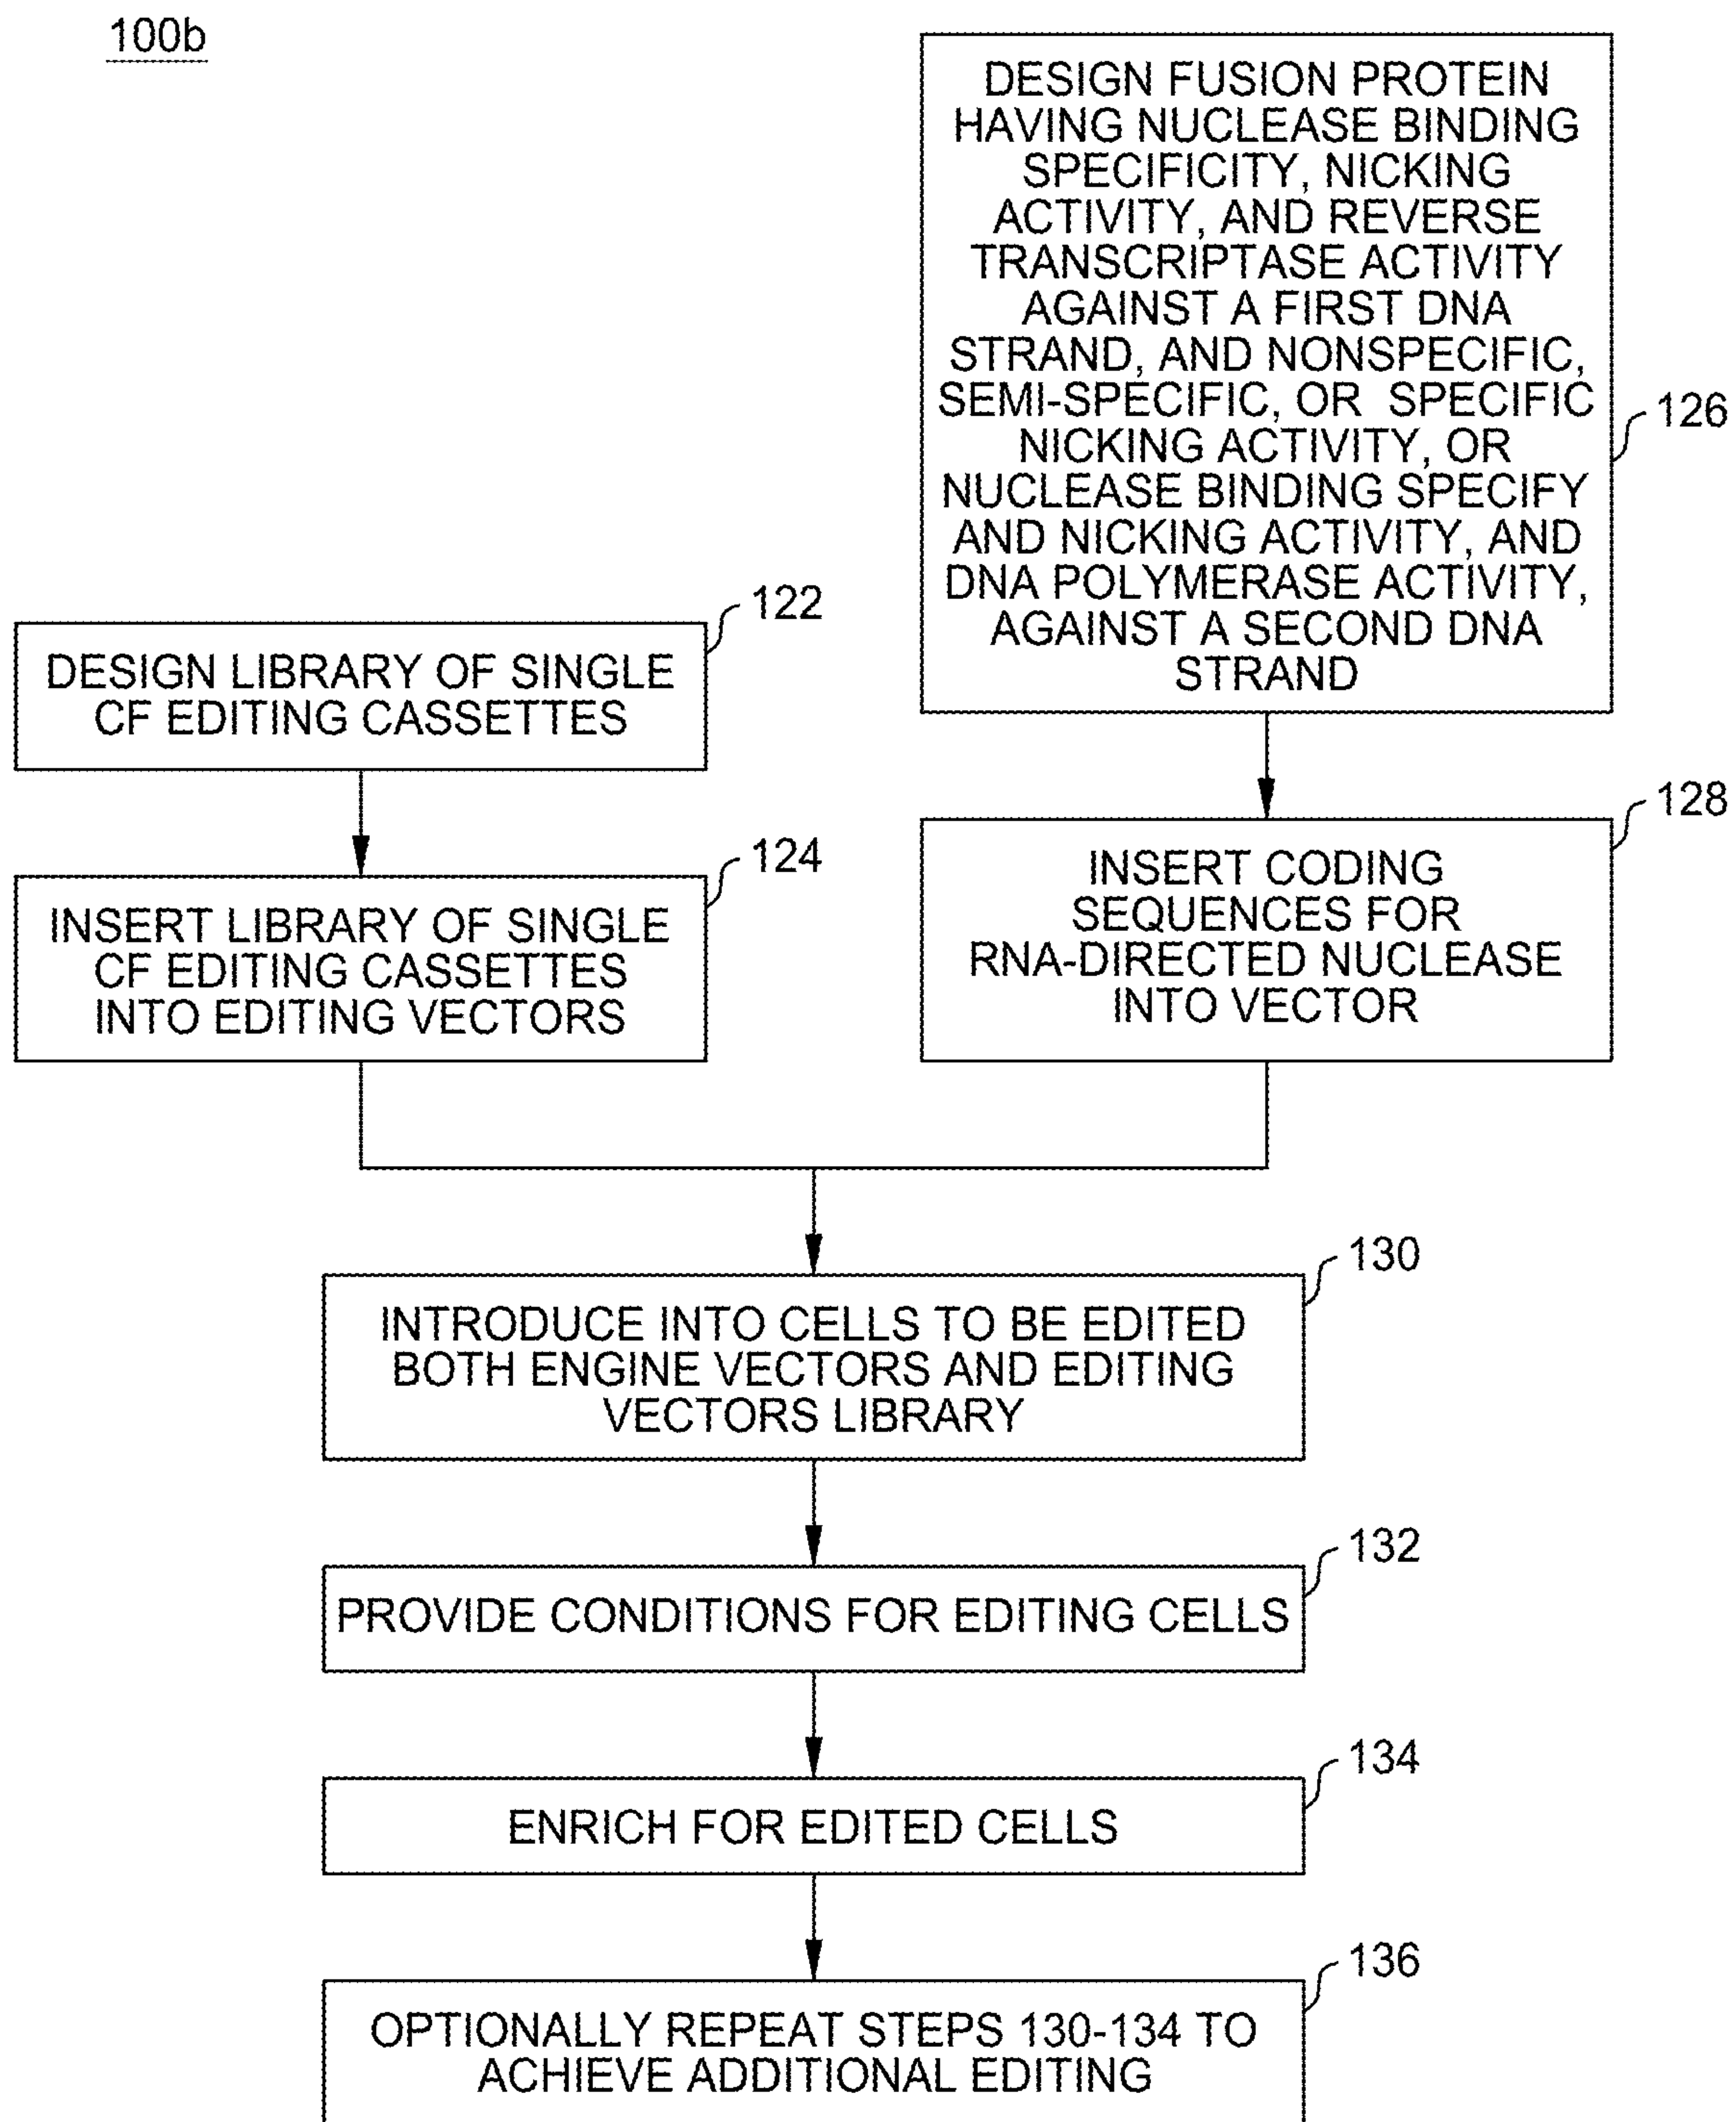 100b
DESIGN FUSION PROTEIN
HAVING NUCLEASE BINDING
SPECIFICITY, NICKING
ACTIVITY, AND REVERSE
TRANSCRIPTASE ACTIVITY
AGAINST A FIRST DNA
STRAND, AND NONSPECIFIC,
SEMI-SPECIFIC, OR SPECIFIC
NICKING ACTIVITY, OR
NUCLEASE BINDING SPECIFY
AND NICKING ACTIVITY, AND
DNA POLYMERASE ACTIVITY,
AGAINST A SECOND DNA
STRAND
126
122
DESIGN LIBRARY OF SINGLE
CF EDITING CASSETTES
124
INSERT LIBRARY OF SINGLE
CF EDITING CASSETTES
INTO EDITING VECTORS
128
INSERT CODING
SEQUENCES FOR
RNA-DIRECTED NUCLEASE
INTO VECTOR
130
INTRODUCE INTO CELLS TO BE EDITED
BOTH ENGINE VECTORS AND EDITING
VECTORS LIBRARY
132
PROVIDE CONDITIONS FOR EDITING CELLS
134
ENRICH FOR EDITED CELLS
136
OPTIONALLY REPEAT STEPS 130-134 TO
ACHIEVE ADDITIONAL EDITING